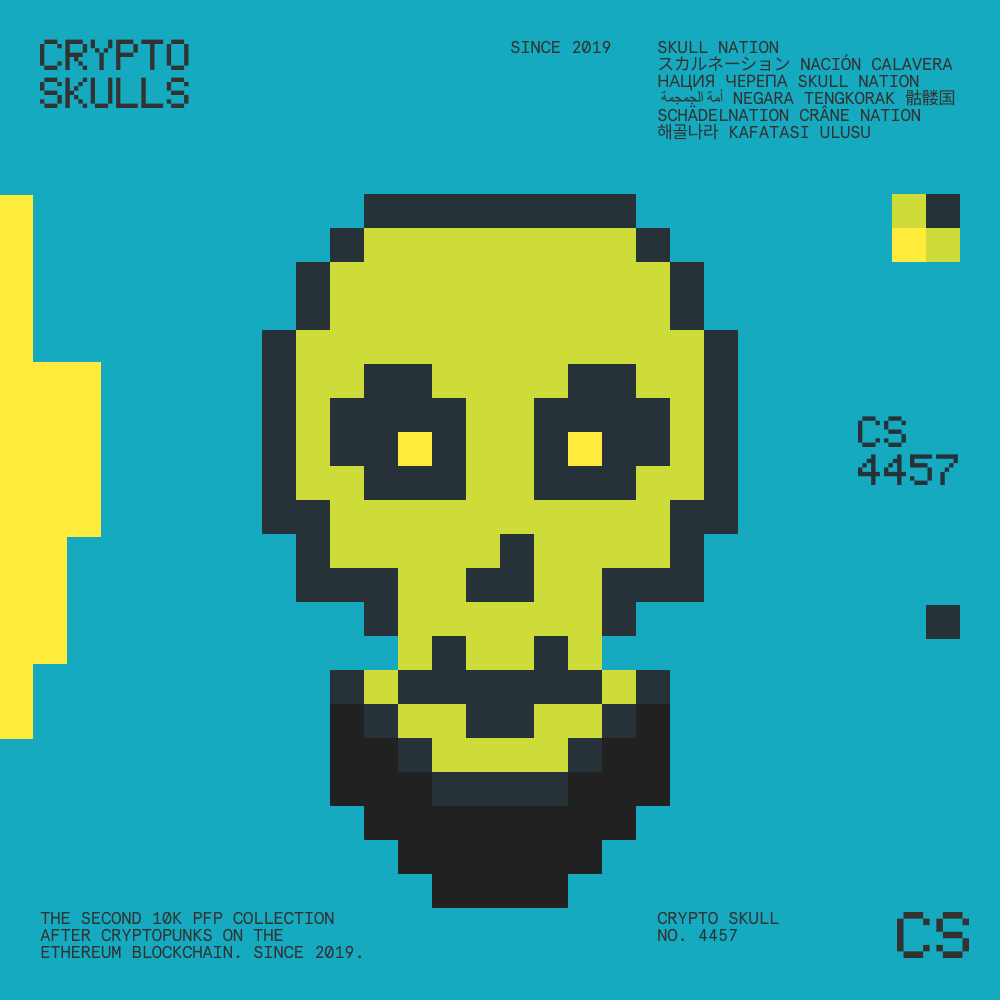 CRYPTO
SKULLS
SINCE 2019
SKULL NATION
スカルネーション NACIÓN CALAVERA
НАЦИЯ ЧЕРЕПА SKULL NATION
أمة الجمجمة NEGARA TENGKORAK 骷髅国
SCHÄDELNATION CRÂNE NATION
해골나라 KAFATASI ULUSU
CS
4457
THE SECOND 10K PFP COLLECTION
AFTER CRYPTOPUNKS ON THE
ETHEREUM BLOCKCHAIN. SINCE 2019.
CRYPTO SKULL
NO. 4457
CS